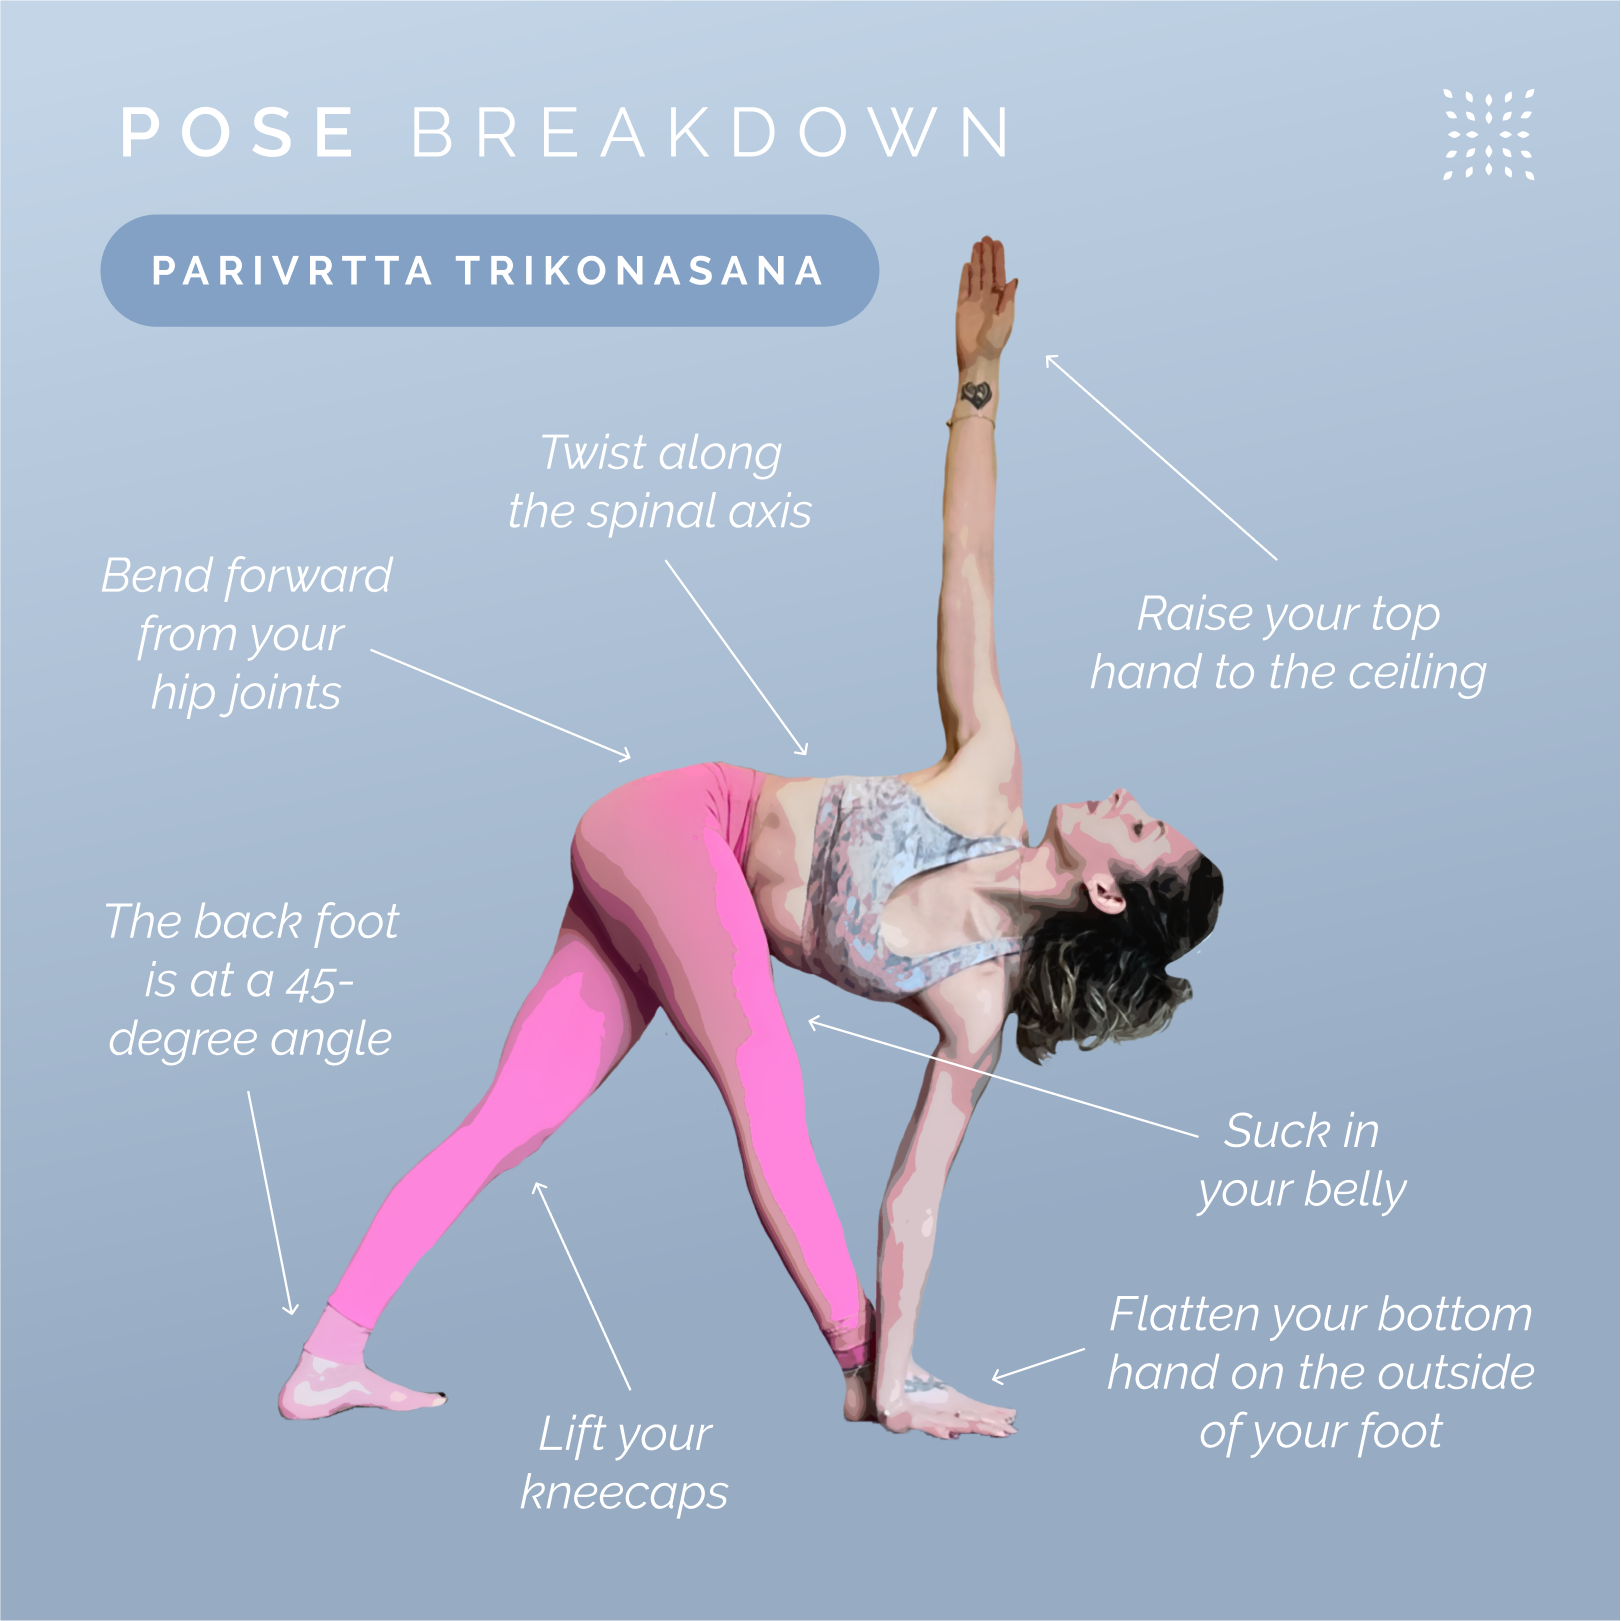 POSE BREAKDOWN
PARIVRTTA TRIKONASANA
Twist along
the spinal axis
Bend forward
from your
hip joints
Raise your top
hand to the ceiling
The back foot
is at a 45-
degree angle
Suck in
your belly
Flatten your bottom
hand on the outside
of your foot
Lift your
kneecaps